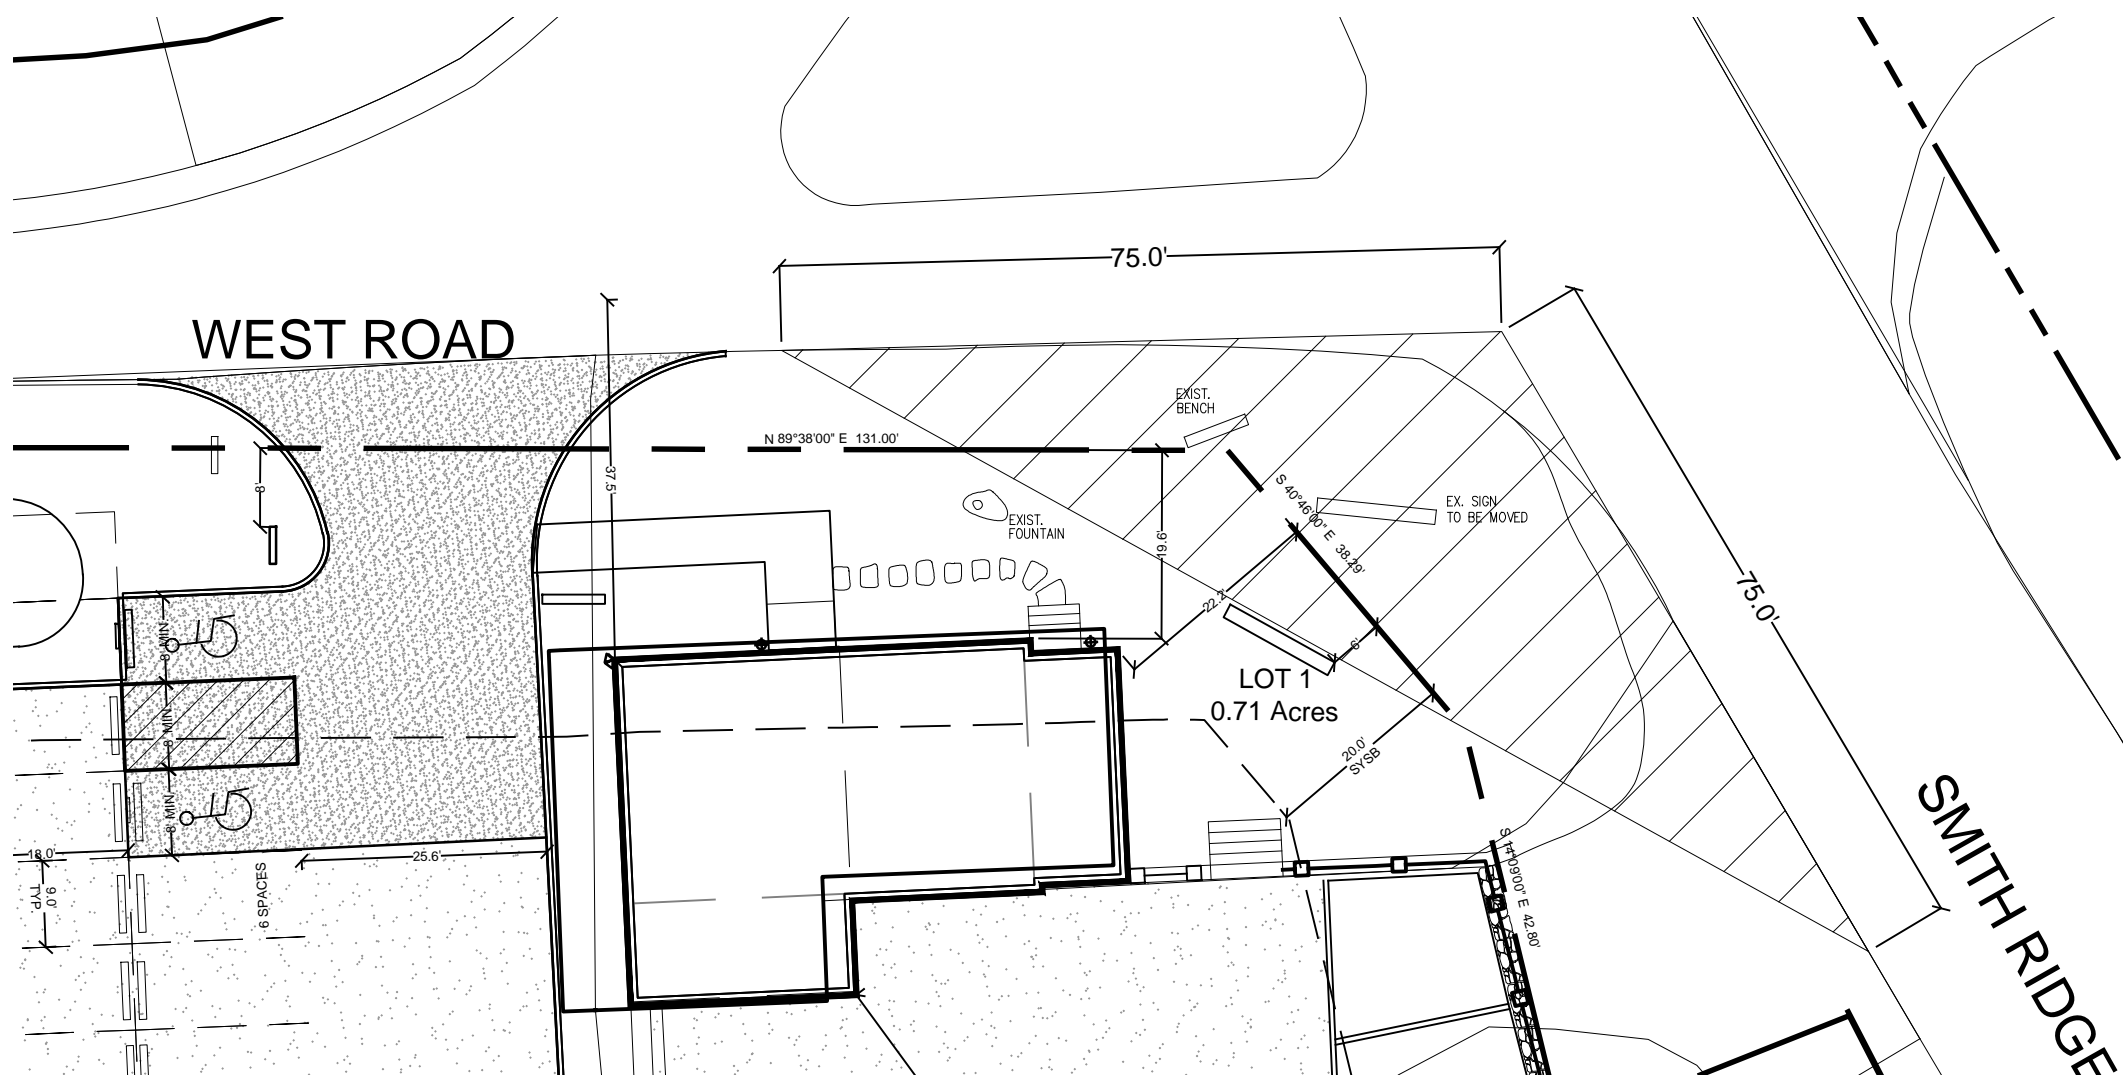 75.0'
WEST ROAD
EXIST.
BENCH
N 89°38'00" E 131.00'
37.5'
8'
S 40°46'00" E 38.29'
EX. SIGN
TO BE MOVED
EXIST.
FOUNTAIN
19.6'
75.0'
22.2'
6'
8' MIN
LOT 1
0.71 Acres
8' MIN
20.0'
SYSB
8' MIN
SMITH RIDGE
18.0'
25.6'
9.0'
TYP
6 SPACES
S 14°09'00" E 42.80'